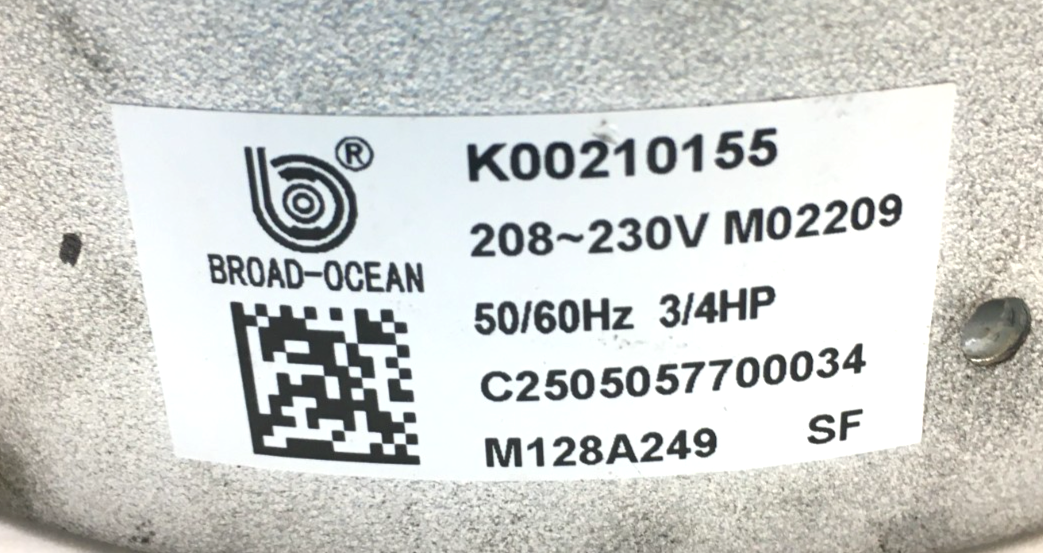 ®
BROAD-OCEAN
K00210155
208~230V M02209
50/60Hz 3/4HP
C2505057700034
M128A249 SF